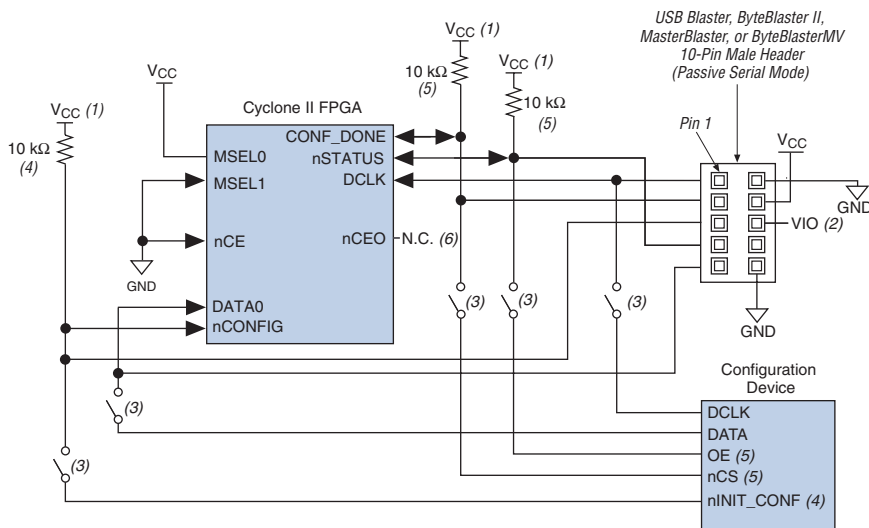 USB Blaster, ByteBlaster II,
MasterBlaster, or ByteBlasterMV
10-Pin Male Header
(Passive Serial Mode)
VCC (1)
VCC (1)
VCC
VCC (1)
10 kΩ
(5)
10 kΩ
(5)
10 kΩ
(4)
Cyclone II FPGA
Pin 1
VCC
CONF_DONE
nSTATUS
DCLK
MSEL0
MSEL1
nCE
nCEO
N.C. (6)
GND
DATA0
nCONFIG
GND
VIO (2)
GND
(3)
(3)
(3)
(3)
(3)
Configuration
Device
DCLK
DATA
OE (5)
nCS (5)
nINIT_CONF (4)